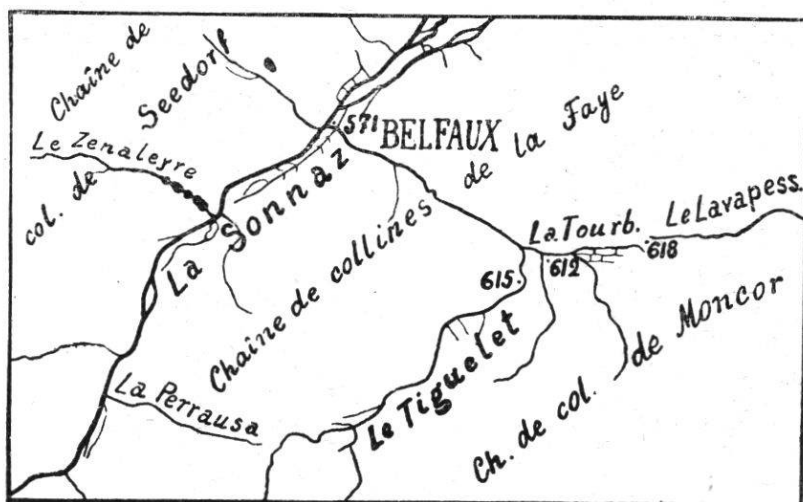 Chaîne de
col. de
Seedorf
Le Zenaleyre
571 BELFAUX
La Sonnaz
Chaîne de collines de la Faye
La Tourb.
Le Lavapess.
618
612
615
Le Tiguelet
Ch. de col. de Moncor
La Perrausa